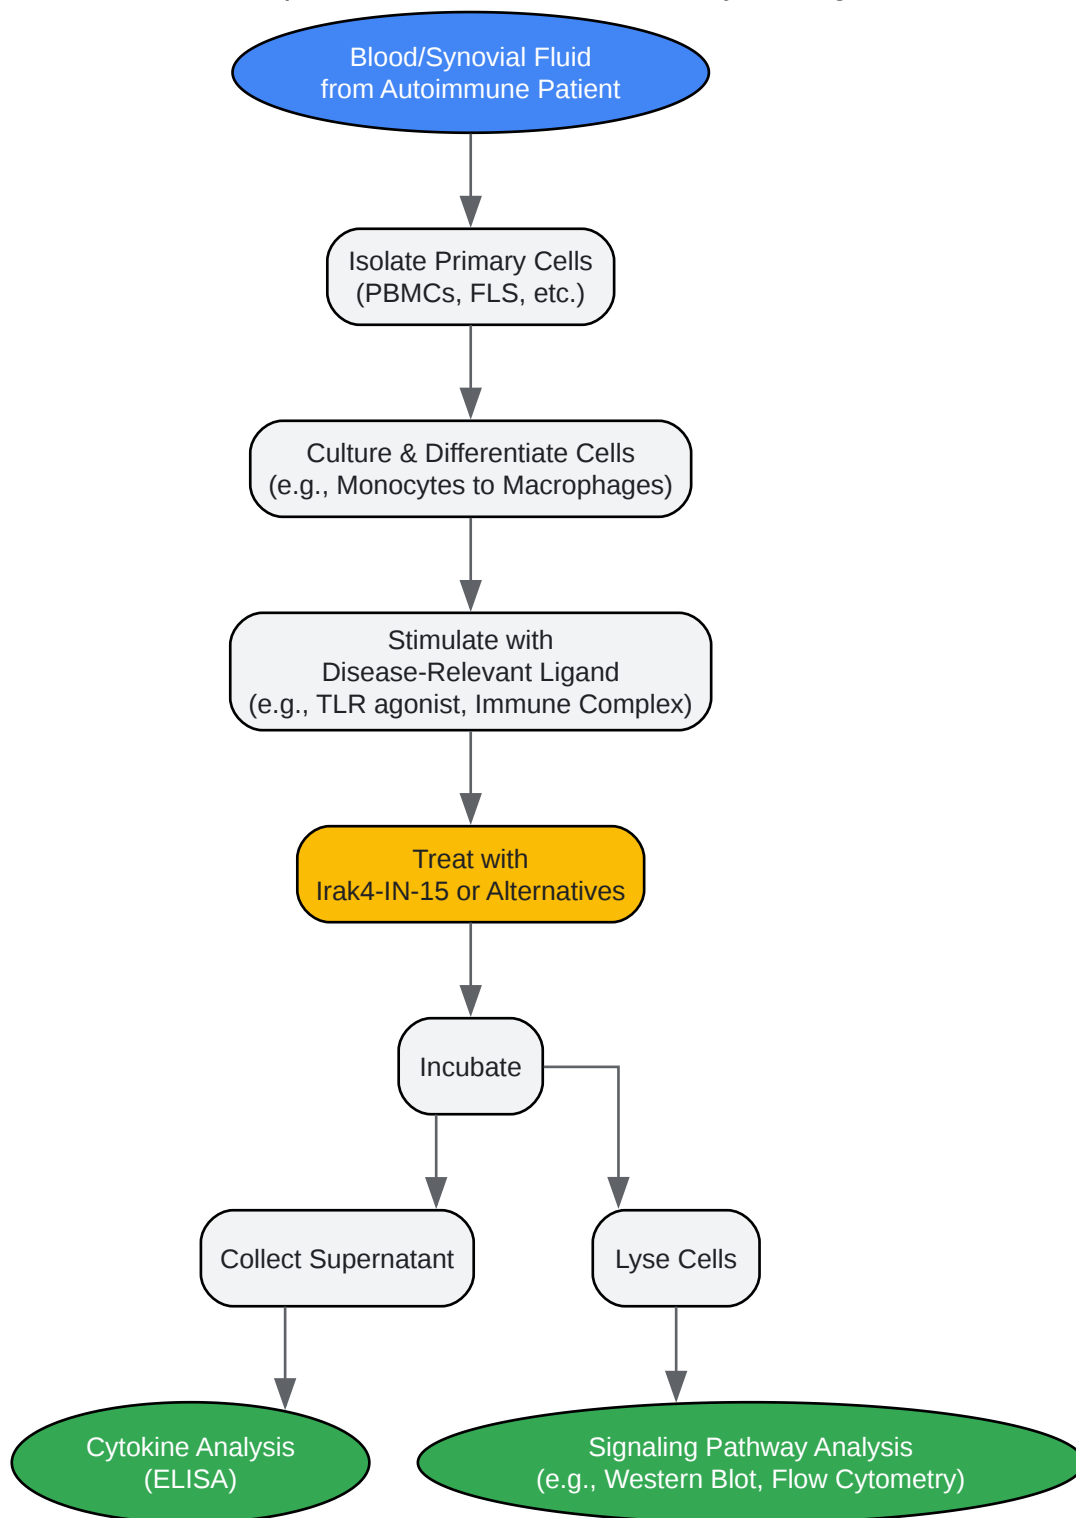 Blood/Synovial Fluid
from Autoimmune Patient
Isolate Primary Cells
(PBMCs, FLS, etc.)
Culture & Differentiate Cells
(e.g., Monocytes to Macrophages)
Stimulate with
Disease-Relevant Ligand
(e.g., TLR agonist, Immune Complex)
Treat with
Irak4-IN-15 or Alternatives
Incubate
Collect Supernatant
Lyse Cells
Cytokine Analysis
(ELISA)
Signaling Pathway Analysis
(e.g., Western Blot, Flow Cytometry)